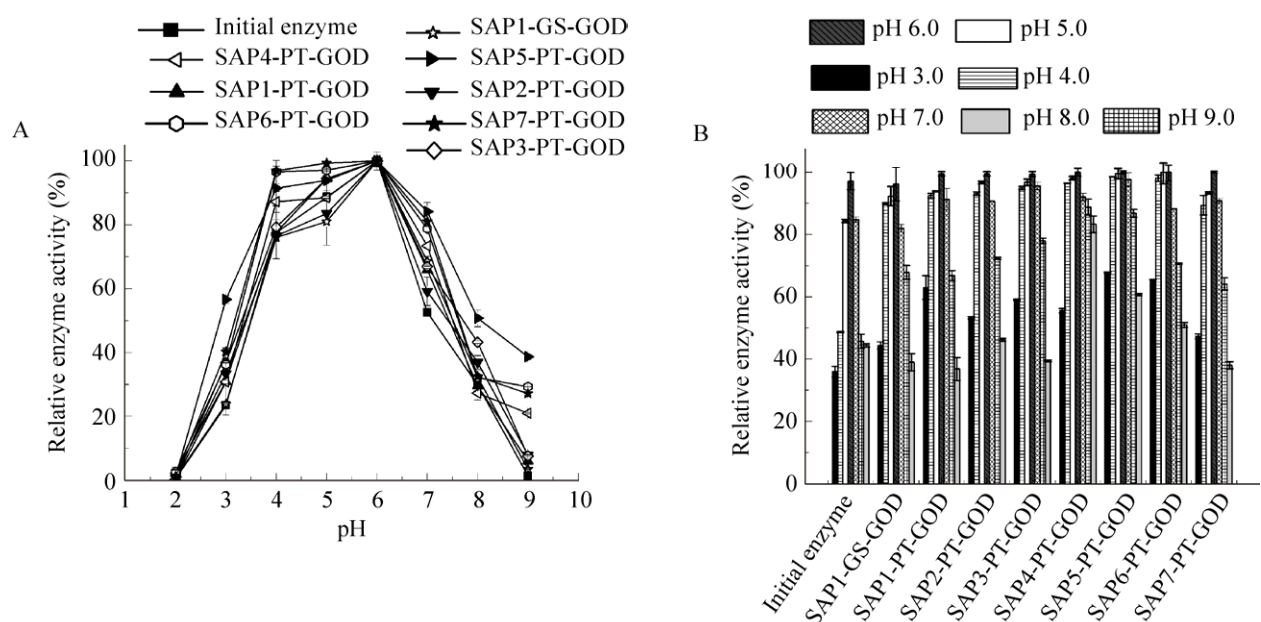 Initial enzyme
SAP1-GS-GOD
SAP4-PT-GOD
SAP5-PT-GOD
SAP1-PT-GOD
SAP2-PT-GOD
SAP6-PT-GOD
SAP7-PT-GOD
SAP3-PT-GOD
A
Relative enzyme activity (%)
100
80
60
40
20
0
1 2 3 4 5 6 7 8 9 10
pH
pH 6.0 pH 5.0
pH 3.0 pH 4.0
pH 7.0 pH 8.0 pH 9.0
B
Relative enzyme activity (%)
100
80
60
40
20
0
Initial enzyme
SAP1-GS-GOD
SAP1-PT-GOD
SAP2-PT-GOD
SAP3-PT-GOD
SAP4-PT-GOD
SAP5-PT-GOD
SAP6-PT-GOD
SAP7-PT-GOD